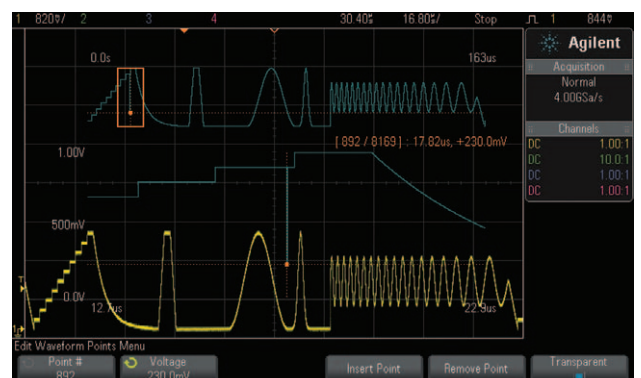 1 820▿/ 2 3 4 30.40s 16.80s/ Stop 1 844▿
Agilent
Acquisition
Normal
4.00GSa/s
Channels
DC 1.00:1
DC 10.0:1
DC 1.00:1
DC 1.00:1
0.0s 163us
[ 892 / 8169 ] : 17.82us, +230.0mV
1.00V
500mV
0.0V
12.7us 22.9us
Edit Waveform Points Menu
Point # Voltage Insert Point Remove Point Transparent
892 230.0mV